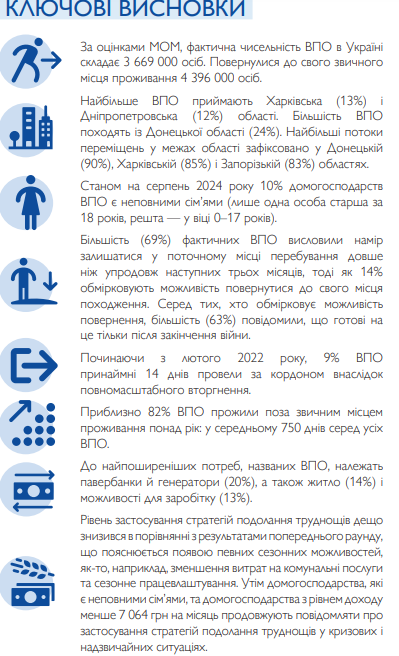 КЛЮЧОВІ ВИСНОВКИ
За оцінками МОМ, фактична чисельність ВПО в Україні
складає 3 669 000 осіб. Повернулися до свого звичного
місця проживання 4 396 000 осіб.
Найбільше ВПО приймають Харківська (13%) і
Дніпропетровська (12%) області. Більшість ВПО
походять із Донецької області (24%). Найбільші потоки
переміщень у межах області зафіксовано у Донецькій
(90%), Харківській (85%) і Запорізькій (83%) областях.
Станом на серпень 2024 року 10% домогосподарств
ВПО є неповними сім’ями (лише одна особа старша за
18 років, решта — у віці 0–17 років).
Більшість (69%) фактичних ВПО висловили намір
залишатися у поточному місці перебування довше
ніж упродовж наступних трьох місяців, тоді як 14%
обмірковують можливість повернутися до свого місця
походження. Серед тих, хто обмірковує можливість
повернення, більшість (63%) повідомили, що готові на
це тільки після закінчення війни.
Починаючи з лютого 2022 року, 9% ВПО
принаймні 14 днів провели за кордоном внаслідок
повномасштабного вторгнення.
Приблизно 82% ВПО прожили поза звичним місцем
проживання понад рік: у середньому 750 днів серед усіх
ВПО.
До найпоширеніших потреб, названих ВПО, належать
павербанки й генератори (20%), а також житло (14%) і
можливості для заробітку (13%).
Рівень застосування стратегій подолання труднощів дещо
знизився в порівнянні з результатами попереднього раунду,
що пояснюється появою певних сезонних можливостей,
як-то, наприклад, зменшення витрат на комунальні послуги
та сезонне працевлаштування. Утім домогосподарства, які
є неповними сім’ями, та домогосподарства з рівнем доходу
менше 7 064 грн на місяць продовжують повідомляти про
застосування стратегій подолання труднощів у кризових і
надзвичайних ситуаціях.